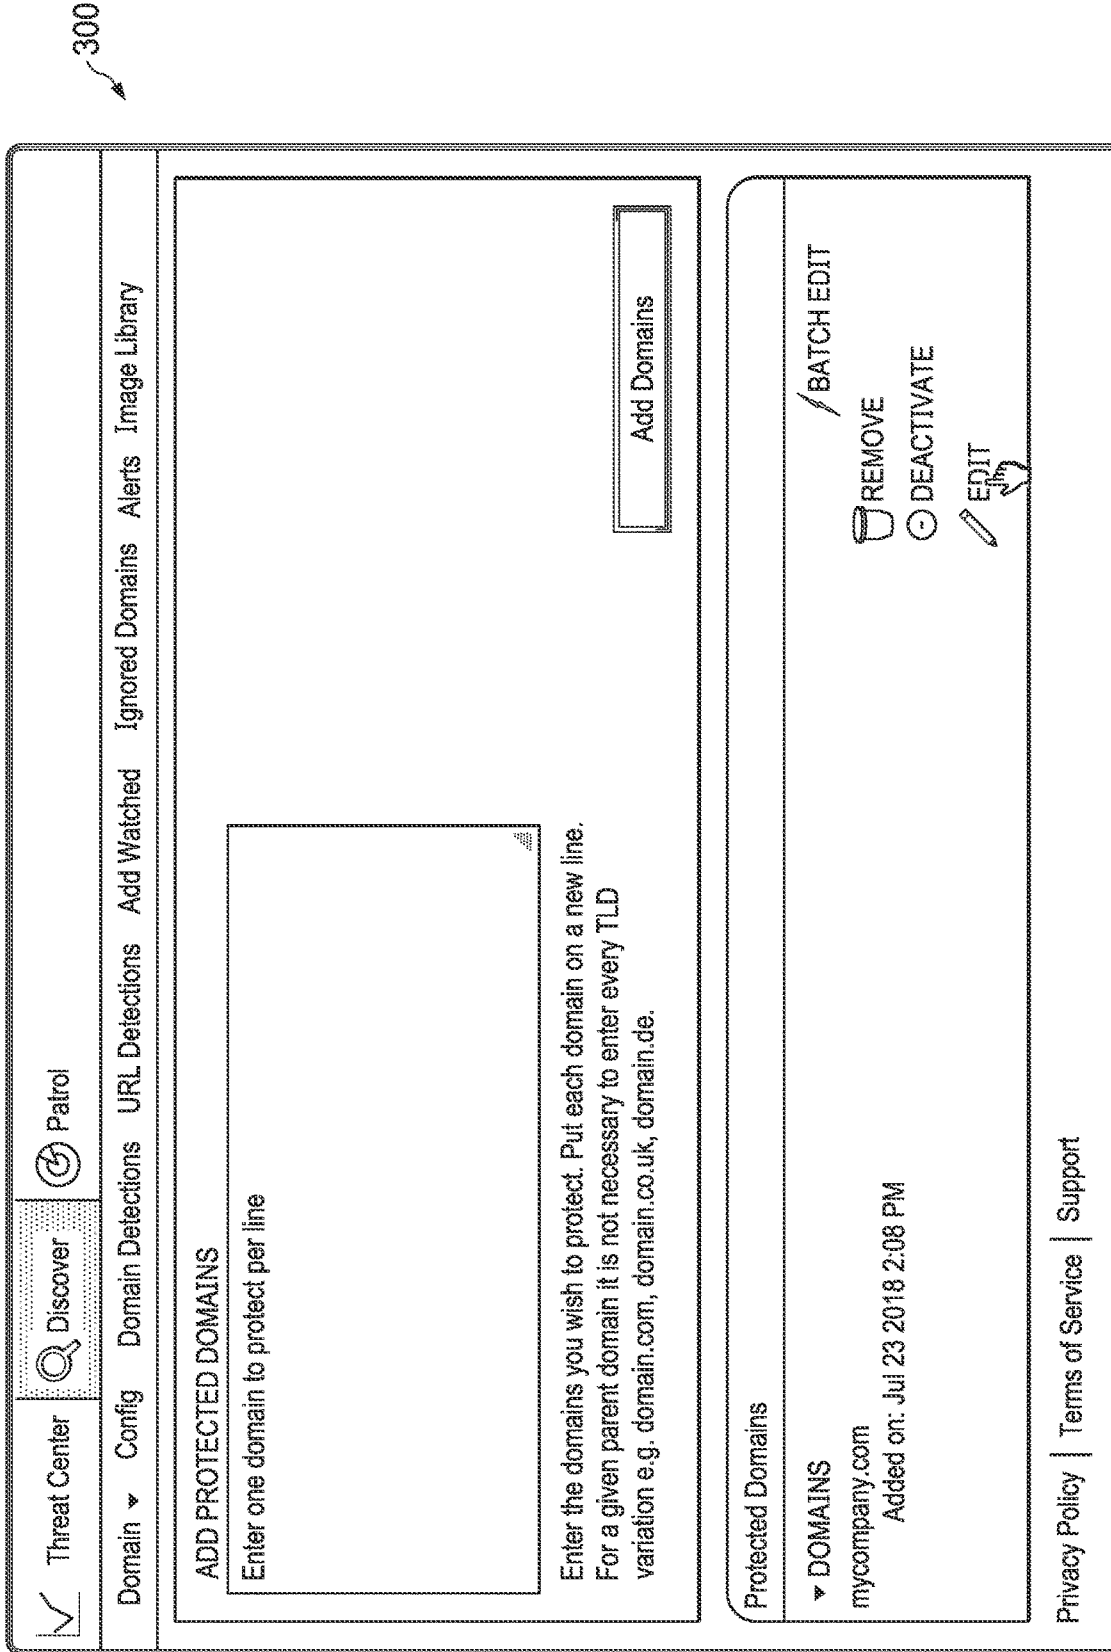 300
Threat Center Discover Patrol
Domain Config Domain Detections URL Detections Add Watched Ignored Domains Alerts Image Library
ADD PROTECTED DOMAINS
Enter one domain to protect per line
Enter the domains you wish to protect. Put each domain on a new line.
For a given parent domain it is not necessary to enter every TLD
variation e.g. domain.com, domain.co.uk, domain.de.
Add Domains
Protected Domains
DOMAINS
BATCH EDIT
mycompany.com
REMOVE
Added on: Jul 23 2018 2:08 PM
DEACTIVATE
EDIT
Privacy Policy | Terms of Service | Support